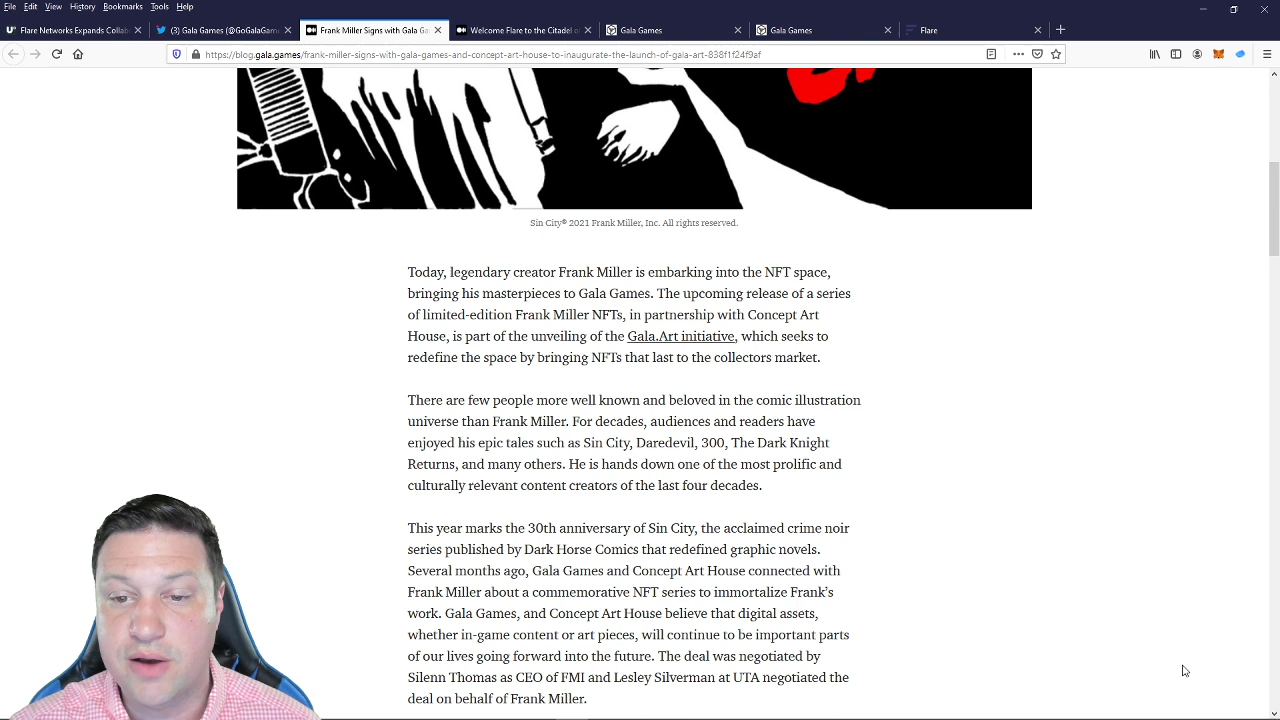 File Edit View History Bookmarks Tools Help
Flare Networks Expands Collab
(3) Gala Games (@GoGalaGam
Frank Miller Signs with Gala Ga
Welcome Flare to the Citadel o
Gala Games
Gala Games
Flare
https://blog.gala.games/frank-miller-signs-with-gala-games-and-concept-art-house-to-inaugurate-the-launch-of-gala-art-838f1f24f9af
Sin City® 2021 Frank Miller, Inc. All rights reserved.
Today, legendary creator Frank Miller is embarking into the NFT space,
bringing his masterpieces to Gala Games. The upcoming release of a series
of limited-edition Frank Miller NFTs, in partnership with Concept Art
House, is part of the unveiling of the Gala.Art initiative, which seeks to
redefine the space by bringing NFTs that last to the collectors market.
There are few people more well known and beloved in the comic illustration
universe than Frank Miller. For decades, audiences and readers have
enjoyed his epic tales such as Sin City, Daredevil, 300, The Dark Knight
Returns, and many others. He is hands down one of the most prolific and
culturally relevant content creators of the last four decades.
This year marks the 30th anniversary of Sin City, the acclaimed crime noir
series published by Dark Horse Comics that redefined graphic novels.
Several months ago, Gala Games and Concept Art House connected with
Frank Miller about a commemorative NFT series to immortalize Frank's
work. Gala Games, and Concept Art House believe that digital assets,
whether in-game content or art pieces, will continue to be important parts
of our lives going forward into the future. The deal was negotiated by
Silenn Thomas as CEO of FMI and Lesley Silverman at UTA negotiated the
deal on behalf of Frank Miller.